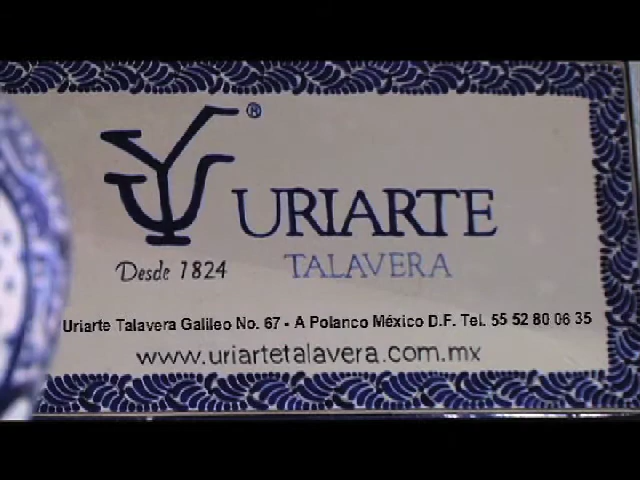 ®
URIARTE
Desde 1824
TALAVERA
Uriarte Talavera Galileo No. 67 - A Polanco México D.F. Tel. 55 52 80 06 35
www.uriartetalavera.com.mx